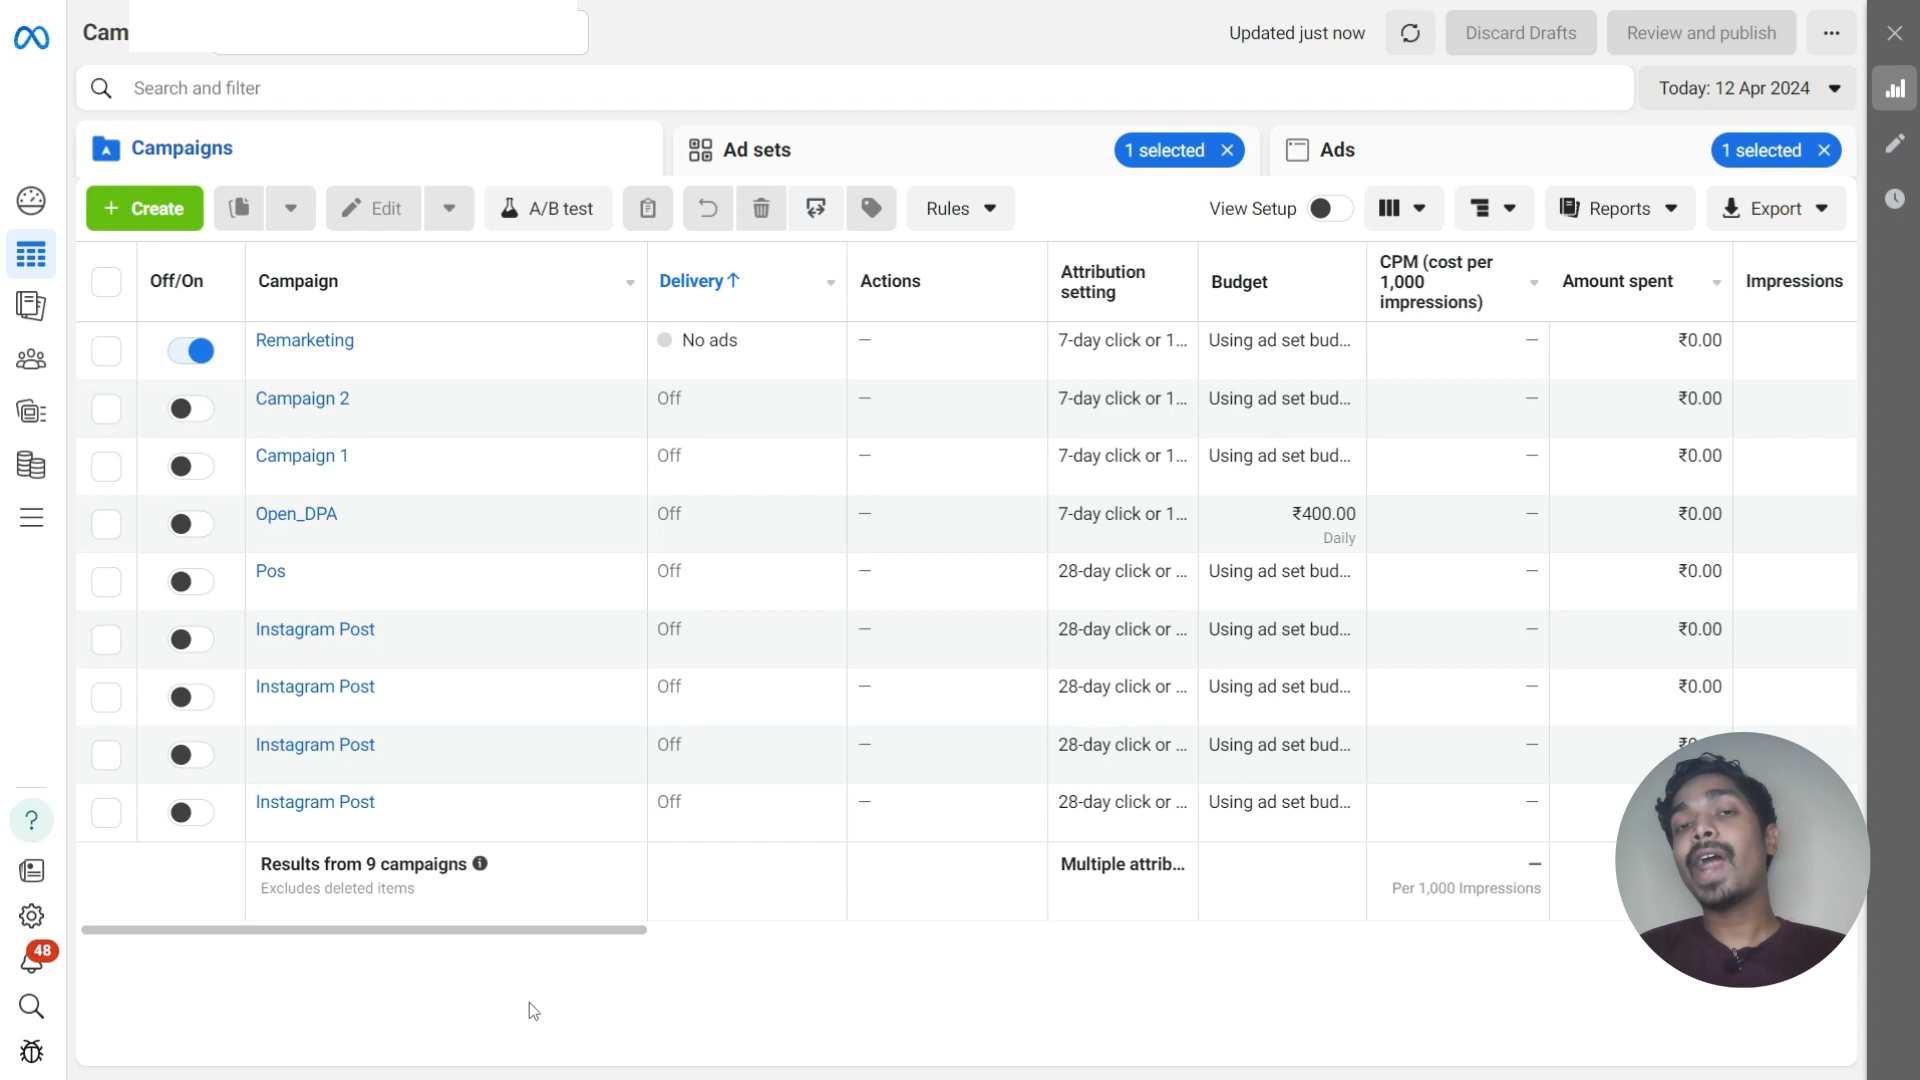 Cam
Updated just now
Discard Drafts
Review and publish
Search and filter
Today: 12 Apr 2024
Campaigns
Ad sets
1 selected
Ads
1 selected
+ Create
Edit
A/B test
Rules
View Setup
Reports
Export
Off/On
Campaign
Delivery↑
Actions
Attribution
setting
Budget
CPM (cost per
1,000
impressions)
Amount spent
Impressions
Remarketing
No ads
—
7-day click or 1...
Using ad set bud...
—
₹0.00
Campaign 2
Off
—
7-day click or 1...
Using ad set bud...
—
₹0.00
Campaign 1
Off
—
7-day click or 1...
Using ad set bud...
—
₹0.00
Open_DPA
Off
—
7-day click or 1...
₹400.00
Daily
—
₹0.00
Pos
Off
—
28-day click or ...
Using ad set bud...
—
₹0.00
Instagram Post
Off
—
28-day click or ...
Using ad set bud...
—
₹0.00
Instagram Post
Off
—
28-day click or ...
Using ad set bud...
—
₹0.00
Instagram Post
Off
—
28-day click or ...
Using ad set bud...
—
Instagram Post
Off
—
28-day click or ...
Using ad set bud...
—
Results from 9 campaigns
Excludes deleted items
Multiple attrib...
—
Per 1,000 Impressions
?
48